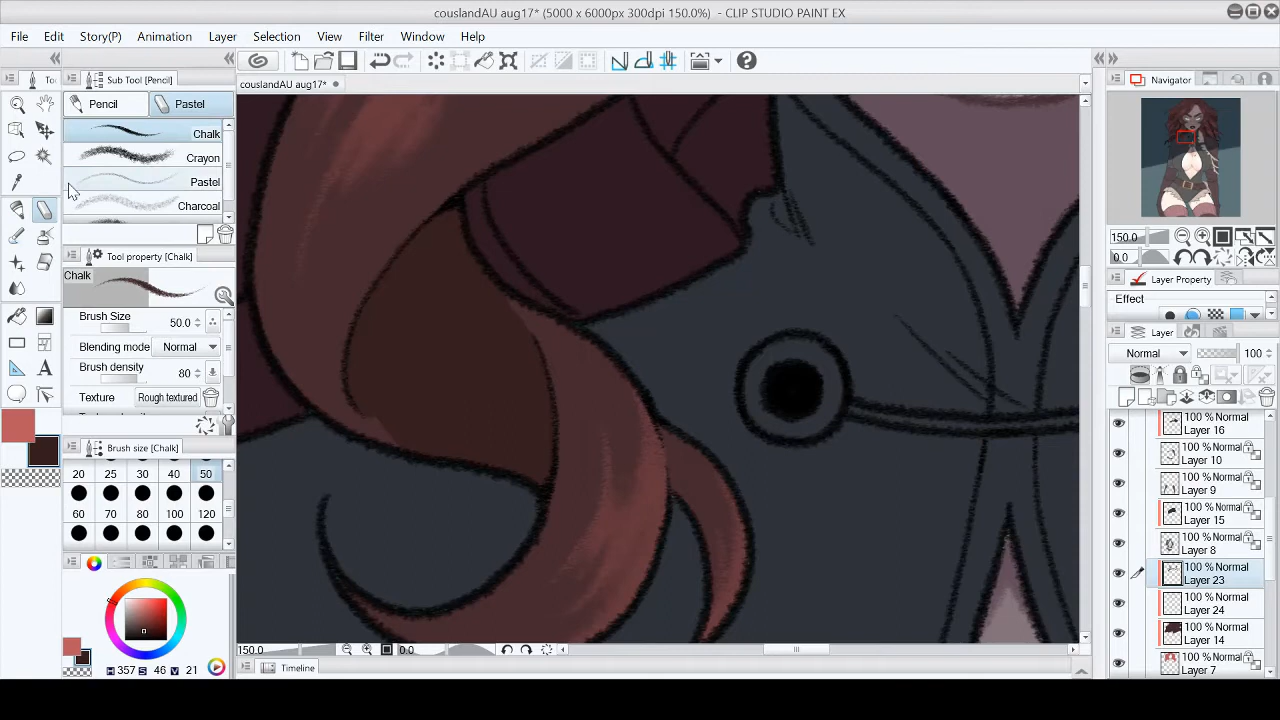 couslandAU aug17* (5000 x 6000px 300dpi 150.0%)  - CLIP STUDIO PAINT EX
File Edit Story(P) Animation Layer Selection View Filter Window Help
couslandAU aug17*
Sub Tool [Pencil]
Pencil Pastel
Chalk
Crayon
Pastel
Charcoal
Tool property [Chalk]
Chalk
Brush Size 50.0
Blending mode Normal
Brush density 80
Texture Rough textured
Brush size [Chalk]
20 25 30 40 50
60 70 80 100 120
H 357 S 46 V 21
150.0 0.0
Timeline
Navigator
150.0
0.0
Layer Property
Effect
Layer
Normal 100
100 % Normal
Layer 16
100 % Normal
Layer 10
100 % Normal
Layer 9
100 % Normal
Layer 15
100 % Normal
Layer 8
100 % Normal
Layer 23
100 % Normal
Layer 24
100 % Normal
Layer 14
100 % Normal
Layer 7